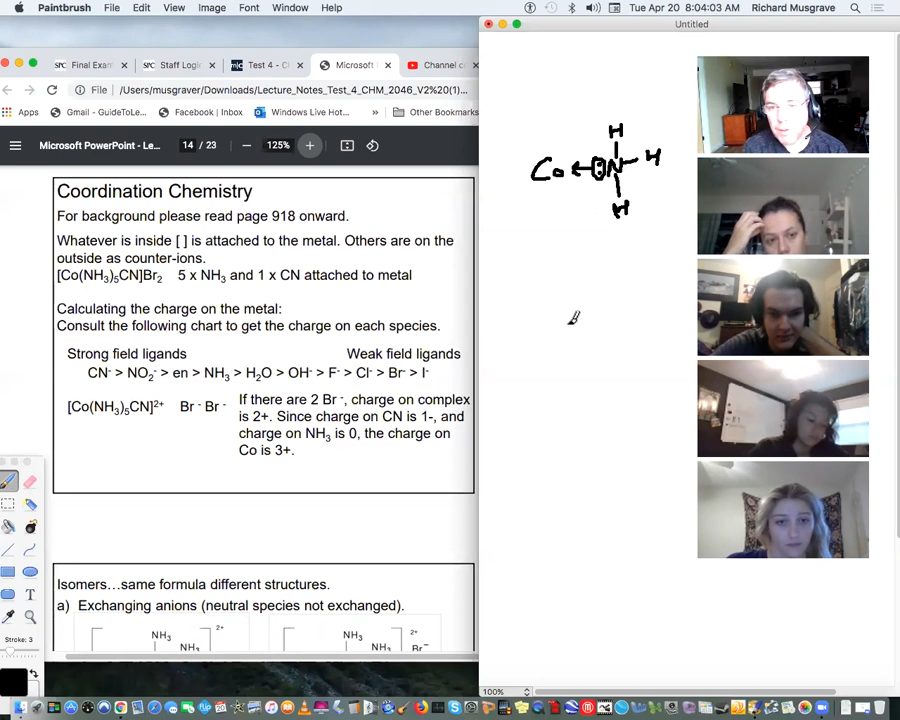 Paintbrush File Edit View Image Font Window Help Tue Apr 20 8:04:03 AM Richard Musgrave
Untitled
Final Exam
Staff Login
Test 4 - C
Microsoft
Channel c
File /Users/musgraver/Downloads/Lecture_Notes_Test_4_CHM_2046_V2%20(1)...
Apps Gmail - GuideToLe... Facebook | Inbox Windows Live Hot... Other Bookmarks
Microsoft PowerPoint - Le... 14 / 23 125%
Coordination Chemistry
For background please read page 918 onward.
Whatever is inside [ ] is attached to the metal. Others are on the
outside as counter-ions.
[Co(NH₃)₅CN]Br₂ 5 x NH₃ and 1 x CN attached to metal
Calculating the charge on the metal:
Consult the following chart to get the charge on each species.
Strong field ligands Weak field ligands
CN⁻ > NO₂⁻ > en > NH₃ > H₂O > OH⁻ > F⁻ > Cl⁻ > Br⁻ > I⁻
[Co(NH₃)₅CN]²⁺ Br⁻ Br⁻ If there are 2 Br⁻, charge on complex
is 2+. Since charge on CN is 1-, and
charge on NH₃ is 0, the charge on
Co is 3+.
Isomers…same formula different structures.
a) Exchanging anions (neutral species not exchanged).
NH₃ 2+ NH₃ 2+
NH₃ NH₃ Br⁻
H
Co N H
H
T
Stroke: 3
100%